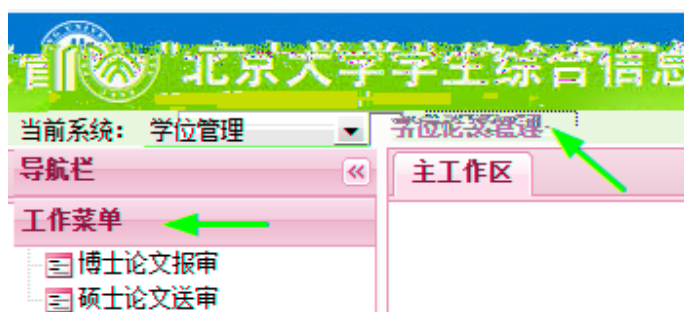 北京大学学生综合信息
当前系统: 学位管理 学位论文管理
导航栏 主工作区
工作菜单
博士论文报审
硕士论文送审